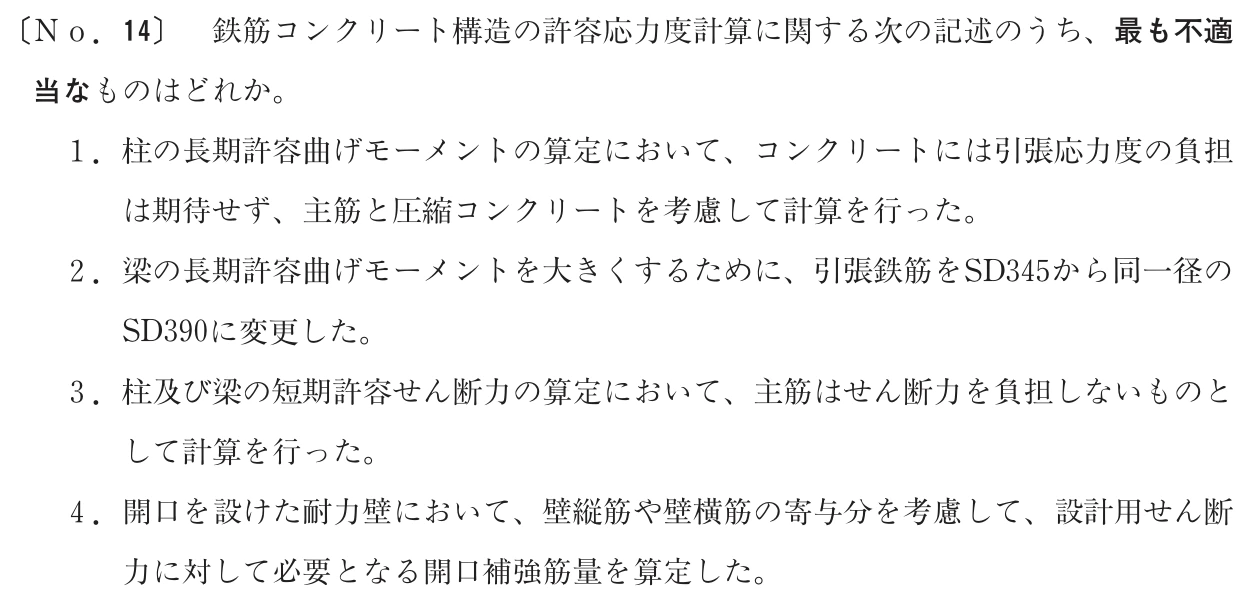 〔Ｎｏ．14〕　鉄筋コンクリート構造の許容応力度計算に関する次の記述のうち、最も不適
当なものはどれか。
１．柱の長期許容曲げモーメントの算定において、コンクリートには引張応力度の負担
は期待せず、主筋と圧縮コンクリートを考慮して計算を行った。
２．梁の長期許容曲げモーメントを大きくするために、引張鉄筋をSD345から同一径の
SD390に変更した。
３．柱及び梁の短期許容せん断力の算定において、主筋はせん断力を負担しないものと
して計算を行った。
４．開口を設けた耐力壁において、壁縦筋や壁横筋の寄与分を考慮して、設計用せん断
力に対して必要となる開口補強筋量を算定した。